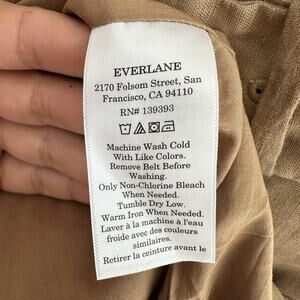 EVERLANE
2170 Folsom Street, San
Francisco, CA 94110
RN# 139393
Machine Wash Cold
With Like Colors.
Remove Belt Before
Washing.
Only Non-Chlorine Bleach
When Needed.
Tumble Dry Low.
Warm Iron When Needed.
Laver à la machine à l'eau
froide avec des couleurs
similaires.
Retirer la ceinture avant le